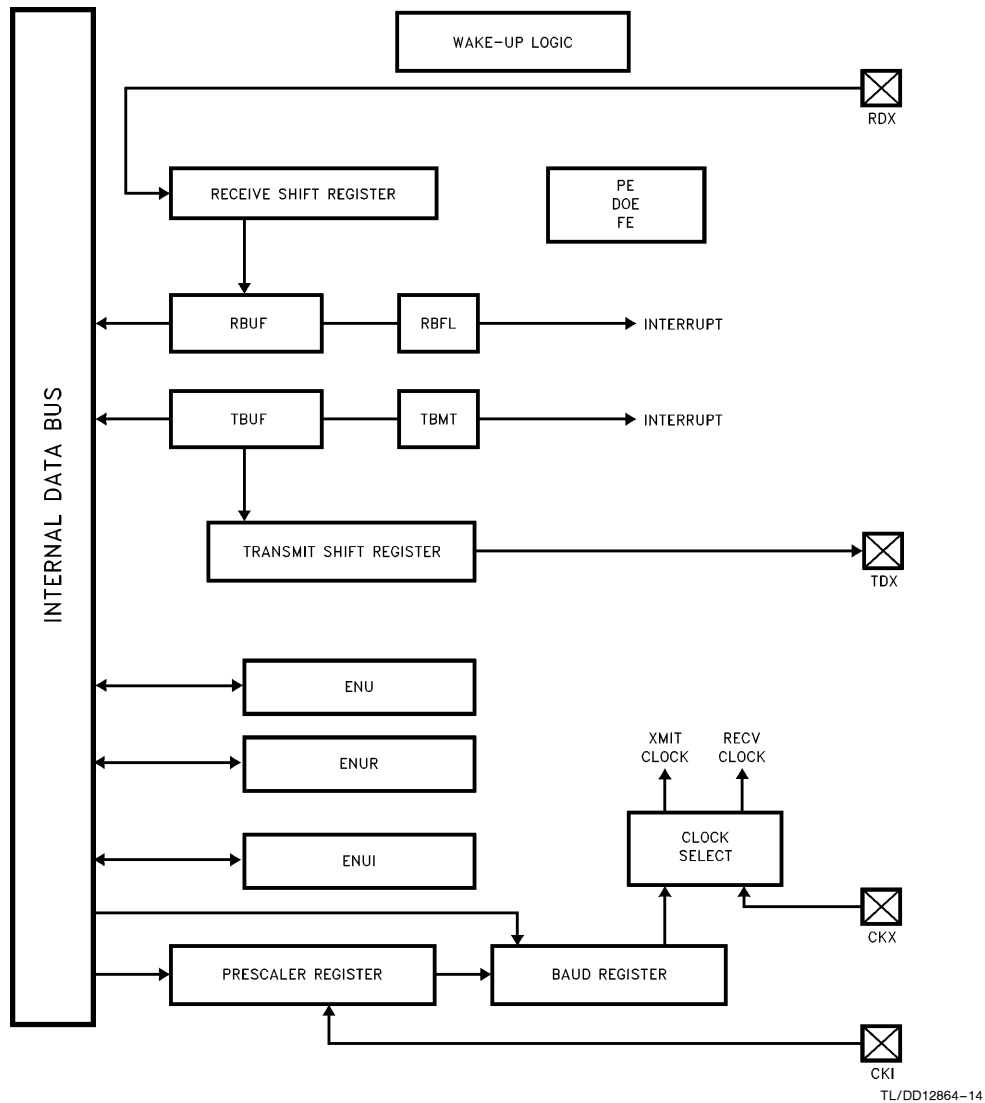 WAKE-UP LOGIC
RDX
RECEIVE SHIFT REGISTER
PE
DOE
FE
RBUF
RBFL
INTERRUPT
TBUF
TBMT
INTERRUPT
INTERNAL DATA BUS
TRANSMIT SHIFT REGISTER
TDX
ENU
XMIT
CLOCK
RECV
CLOCK
ENUR
CLOCK
SELECT
ENUI
CKX
PRESCALER REGISTER
BAUD REGISTER
CKI
TL/DD12864–14